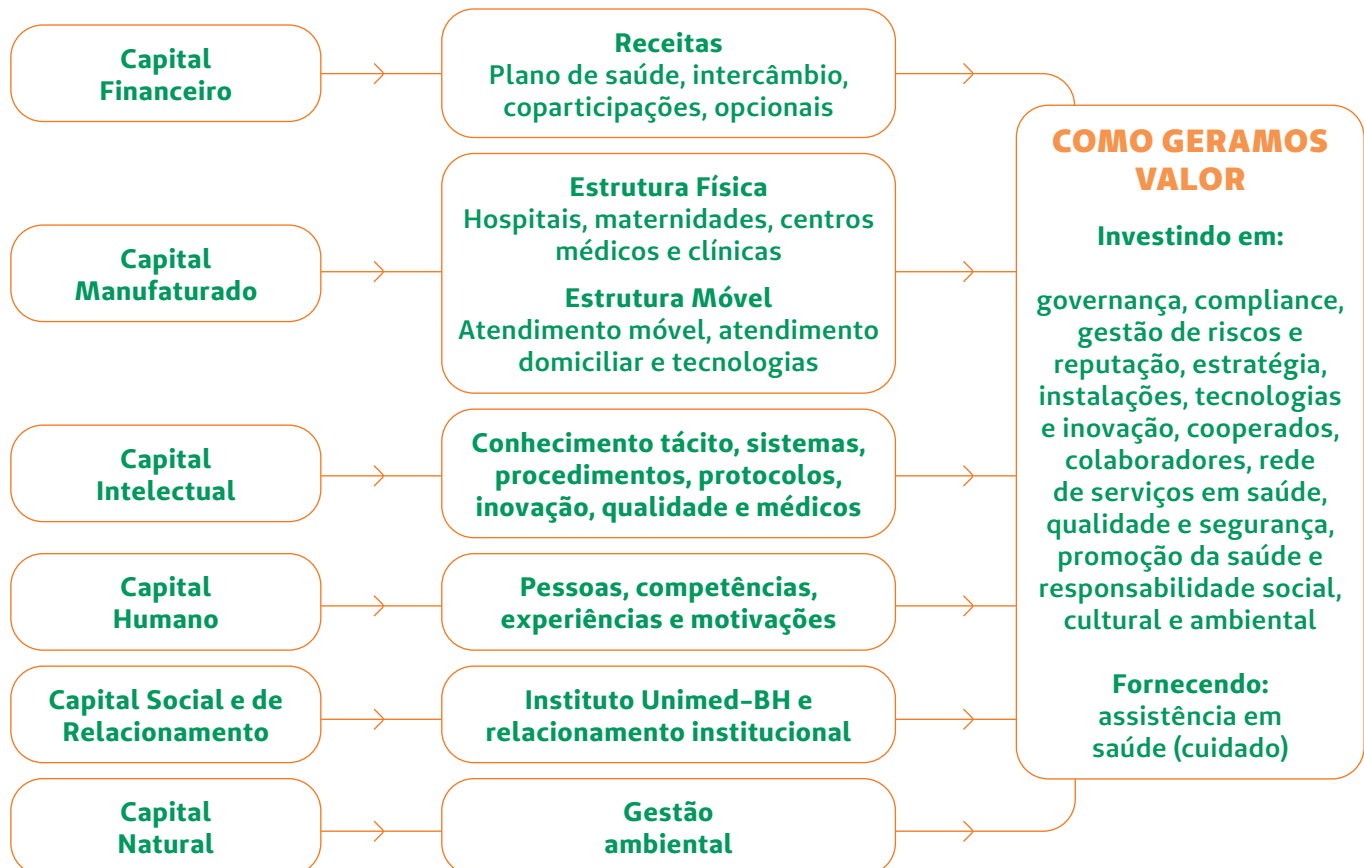 Capital
Financeiro
Receitas
Plano de saúde, intercâmbio,
coparticipações, opcionais
Capital
Manufaturado
Estrutura Física
Hospitais, maternidades, centros
médicos e clínicas
Estrutura Móvel
Atendimento móvel, atendimento
domiciliar e tecnologias
Capital
Intelectual
Conhecimento tácito, sistemas,
procedimentos, protocolos,
inovação, qualidade e médicos
Capital
Humano
Pessoas, competências,
experiências e motivações
Capital Social e de
Relacionamento
Instituto Unimed-BH e
relacionamento institucional
Capital
Natural
Gestão
ambiental
COMO GERAMOS
VALOR
Investindo em:
governança, compliance,
gestão de riscos e
reputação, estratégia,
instalações, tecnologias
e inovação, cooperados,
colaboradores, rede
de serviços em saúde,
qualidade e segurança,
promoção da saúde e
responsabilidade social,
cultural e ambiental
Fornecendo:
assistência em
saúde (cuidado)